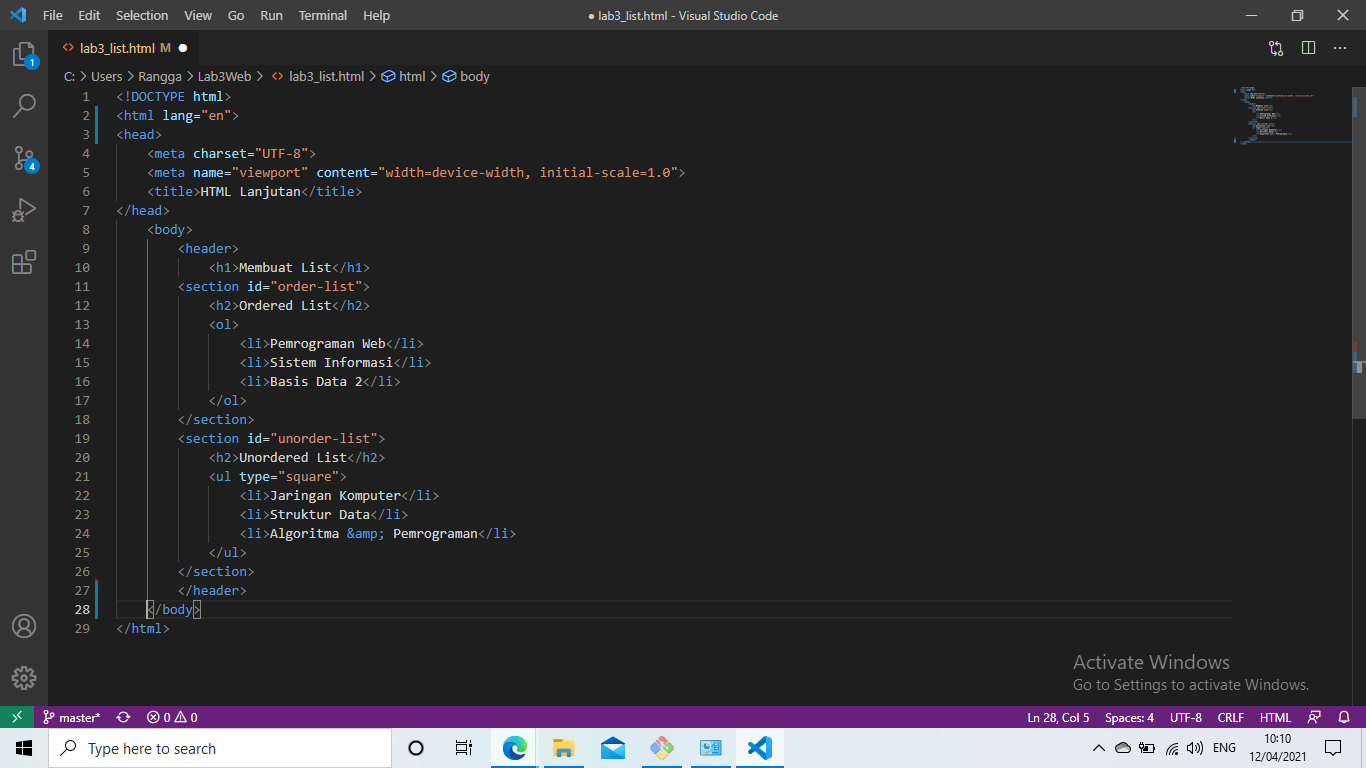 File Edit Selection View Go Run Terminal Help ● lab3_list.html - Visual Studio Code
<> lab3_list.html M ●
C: > Users > Rangga > Lab3Web > <> lab3_list.html > html > body
1 <!DOCTYPE html>
2 <html lang="en">
3 <head>
4     <meta charset="UTF-8">
5     <meta name="viewport" content="width=device-width, initial-scale=1.0">
6     <title>HTML Lanjutan</title>
7 </head>
8     <body>
9         <header>
10             <h1>Membuat List</h1>
11         <section id="order-list">
12             <h2>Ordered List</h2>
13             <ol>
14                 <li>Pemrograman Web</li>
15                 <li>Sistem Informasi</li>
16                 <li>Basis Data 2</li>
17             </ol>
18         </section>
19         <section id="unorder-list">
20             <h2>Unordered List</h2>
21             <ul type="square">
22                 <li>Jaringan Komputer</li>
23                 <li>Struktur Data</li>
24                 <li>Algoritma &amp; Pemrograman</li>
25             </ul>
26         </section>
27         </header>
28     </body>
29 </html>
1
4
Activate Windows
Go to Settings to activate Windows.
master* 0 0 Ln 28, Col 5 Spaces: 4 UTF-8 CRLF HTML
Type here to search
ENG
10:10
12/04/2021